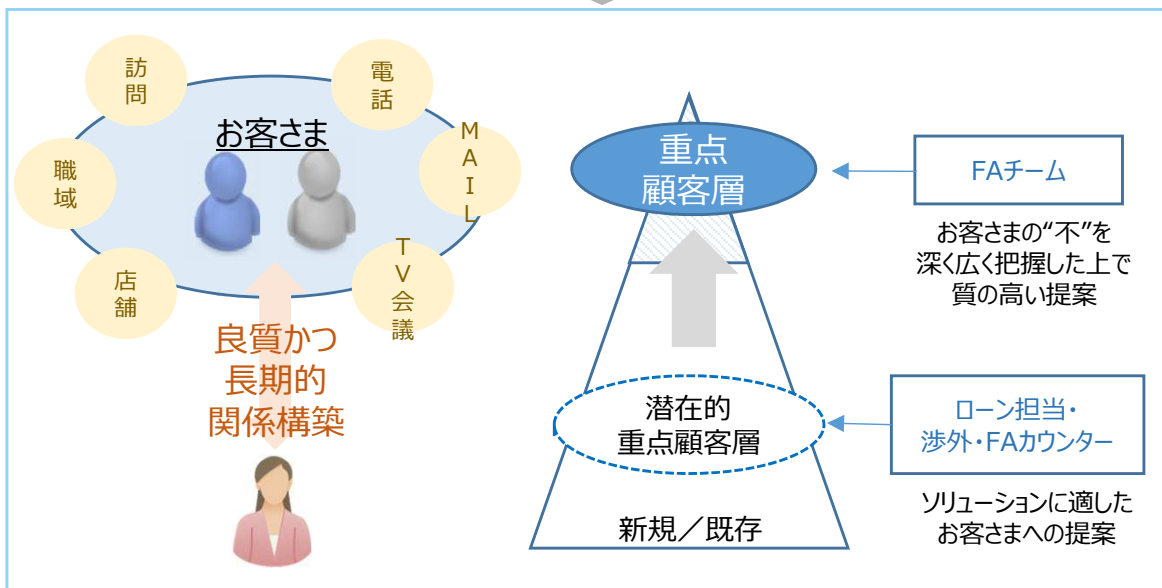 訪問
電話
お客さま
MAIL
職域
店舗
TV会議
良質かつ
長期的
関係構築
重点
顧客層
FAチーム
お客さまの“不”を
深く広く把握した上で
質の高い提案
潜在的
重点顧客層
ローン担当・
渉外・FAカウンター
ソリューションに適した
お客さまへの提案
新規／既存